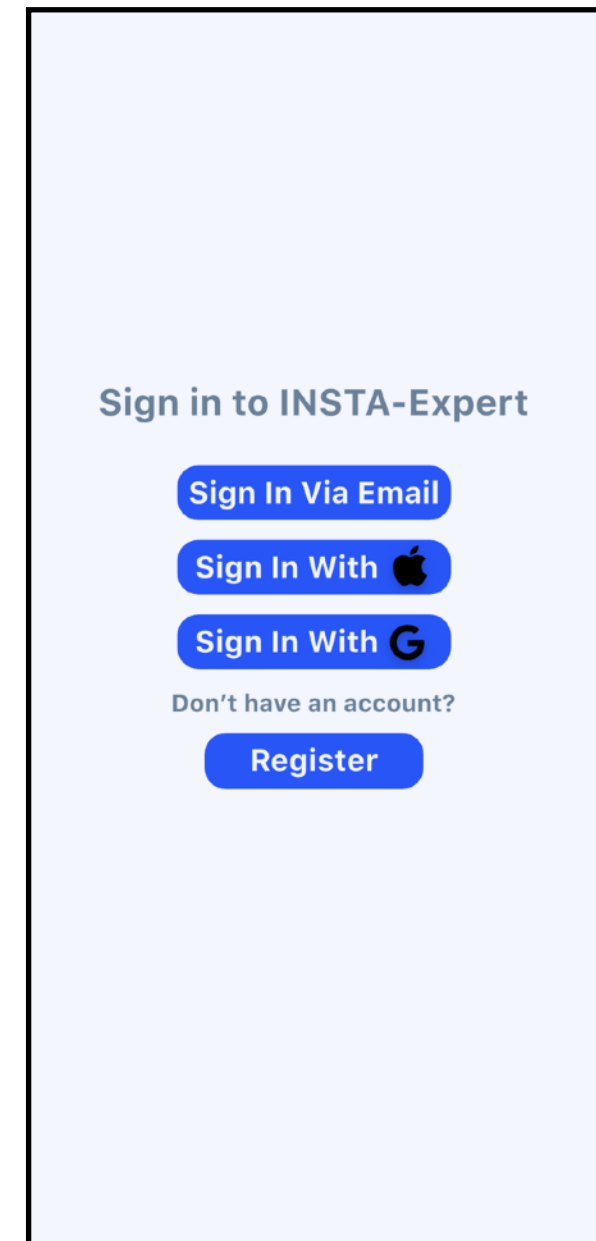 Sign in to INSTA-Expert
Sign In Via Email
Sign In With
Sign In With G
Don’t have an account?
Register